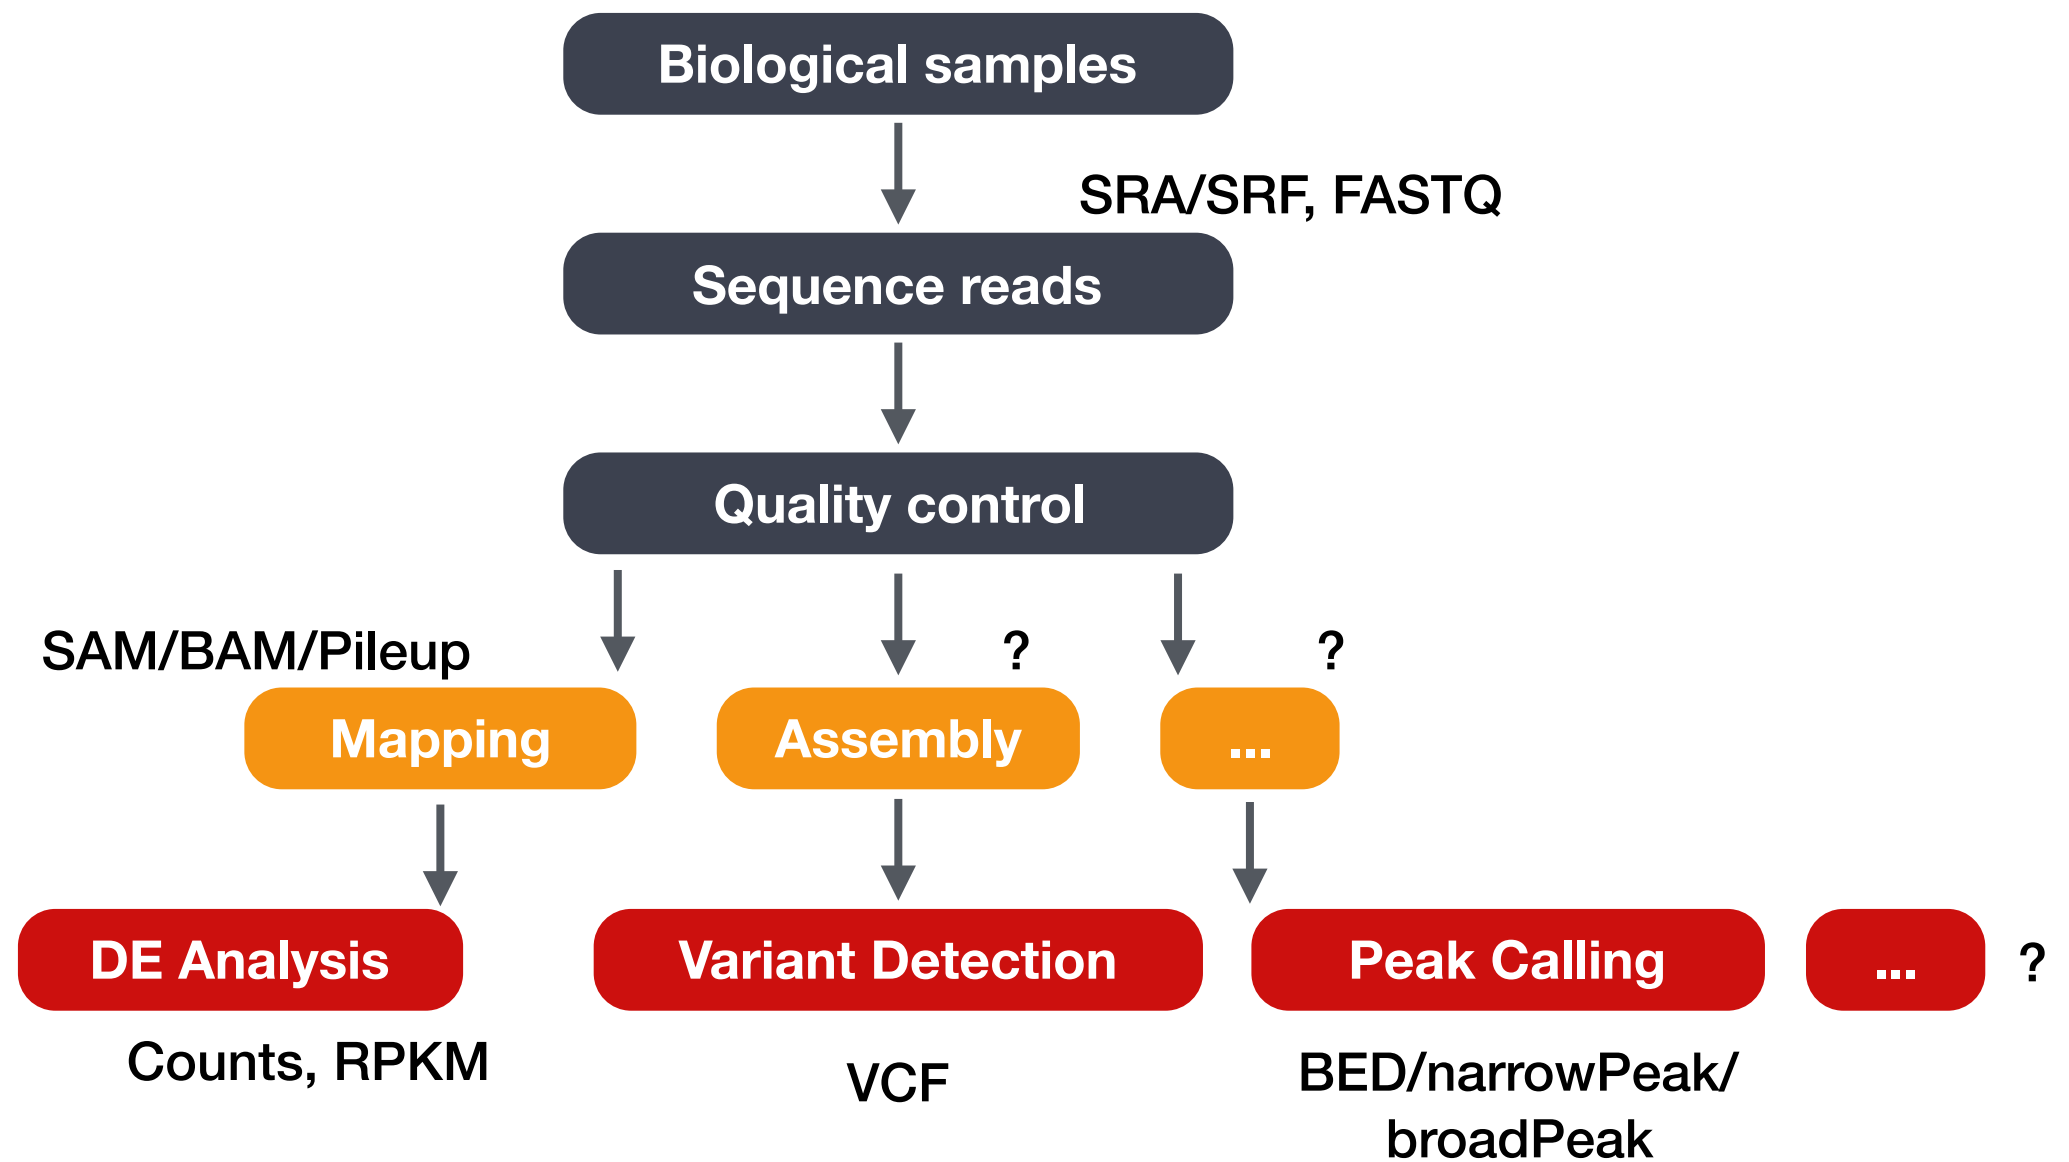 Biological samples
SRA/SRF, FASTQ
Sequence reads
Quality control
SAM/BAM/Pileup
?
?
Mapping
Assembly
...
DE Analysis
Variant Detection
Peak Calling
...
?
Counts, RPKM
VCF
BED/narrowPeak/
broadPeak